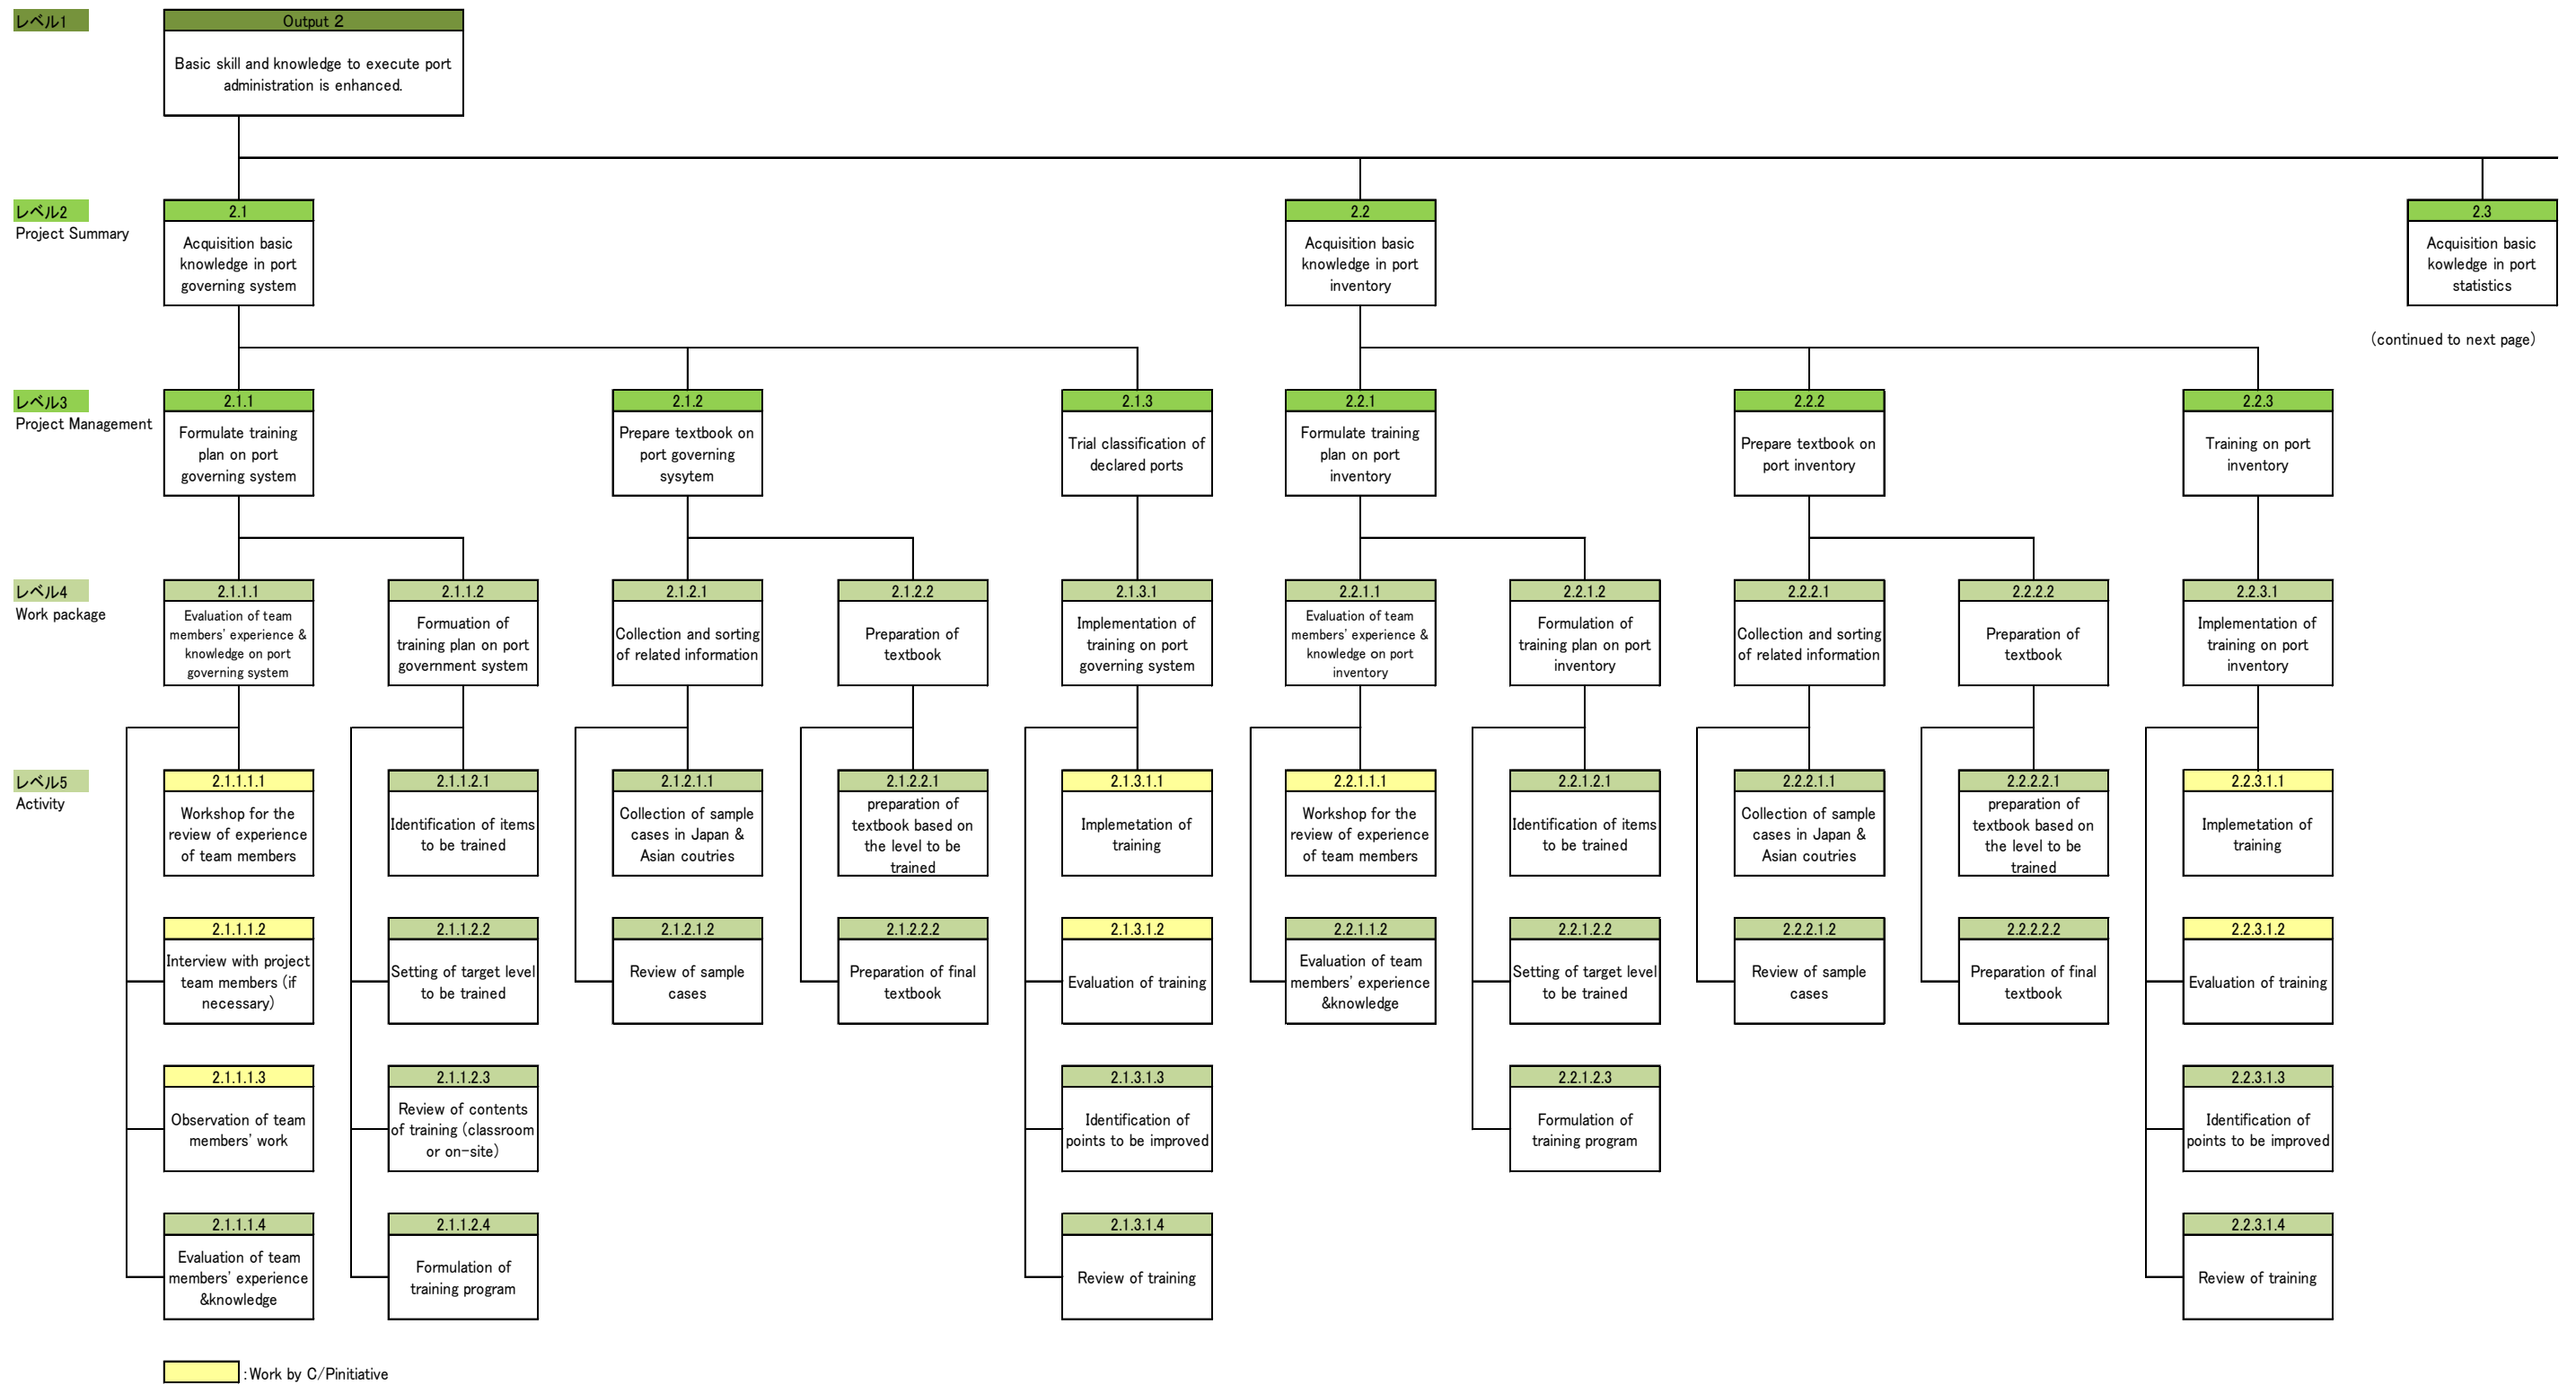 レベル1
Output 2
Basic skill and knowledge to execute port
administration is enhanced.
レベル2
Project Summary
2.1
Acquisition basic
knowledge in port
governing system
2.2
Acquisition basic
knowledge in port
inventory
2.3
Acquisition basic
kowledge in port
statistics
(continued to next page)
レベル3
Project Management
2.1.1
Formulate training
plan on port
governing system
2.1.2
Prepare textbook on
port governing
sysytem
2.1.3
Trial classification of
declared ports
2.2.1
Formulate training
plan on port
inventory
2.2.2
Prepare textbook on
port inventory
2.2.3
Training on port
inventory
レベル4
Work package
2.1.1.1
Evaluation of team
members' experience &
knowledge on port
governing system
2.1.1.2
Formuation of
training plan on port
government system
2.1.2.1
Collection and sorting
of related information
2.1.2.2
Preparation of
textbook
2.1.3.1
Implementation of
training on port
governing system
2.2.1.1
Evaluation of team
members' experience &
knowledge on port
inventory
2.2.1.2
Formulation of
training plan on port
inventory
2.2.2.1
Collection and sorting
of related information
2.2.2.2
Preparation of
textbook
2.2.3.1
Implementation of
training on port
inventory
レベル5
Activity
2.1.1.1.1
Workshop for the
review of experience
of team members
2.1.1.2.1
Identification of items
to be trained
2.1.2.1.1
Collection of sample
cases in Japan &
Asian coutries
2.1.2.2.1
preparation of
textbook based on
the level to be
trained
2.1.3.1.1
Implemetation of
training
2.2.1.1.1
Workshop for the
review of experience
of team members
2.2.1.2.1
Identification of items
to be trained
2.2.2.1.1
Collection of sample
cases in Japan &
Asian coutries
2.2.2.2.1
preparation of
textbook based on
the level to be
trained
2.2.3.1.1
Implemetation of
training
2.1.1.1.2
Interview with project
team members (if
necessary)
2.1.1.2.2
Setting of target level
to be trained
2.1.2.1.2
Review of sample
cases
2.1.2.2.2
Preparation of final
textbook
2.1.3.1.2
Evaluation of training
2.2.1.1.2
Evaluation of team
members' experience
&knowledge
2.2.1.2.2
Setting of target level
to be trained
2.2.2.1.2
Review of sample
cases
2.2.2.2.2
Preparation of final
textbook
2.2.3.1.2
Evaluation of training
2.1.1.1.3
Observation of team
members' work
2.1.1.2.3
Review of contents
of training (classroom
or on-site)
2.1.3.1.3
Identification of
points to be improved
2.2.1.2.3
Formulation of
training program
2.2.3.1.3
Identification of
points to be improved
2.1.1.1.4
Evaluation of team
members' experience
&knowledge
2.1.1.2.4
Formulation of
training program
2.1.3.1.4
Review of training
2.2.3.1.4
Review of training
:Work by C/Pinitiative